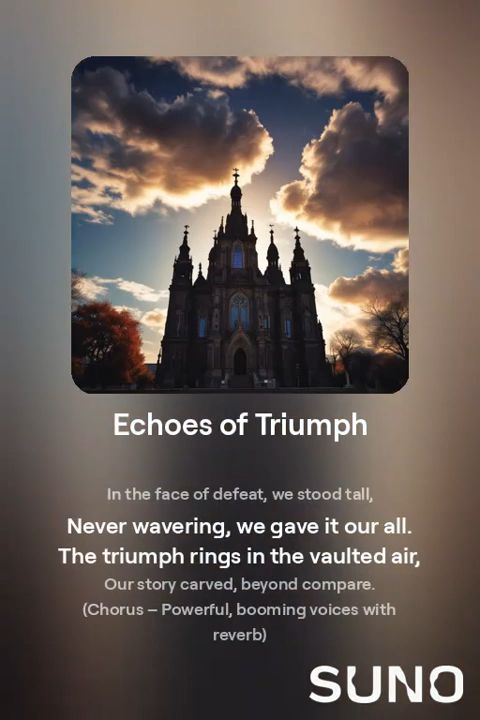 Echoes of Triumph
In the face of defeat, we stood tall,
Never wavering, we gave it our all.
The triumph rings in the vaulted air,
Our story carved, beyond compare.
(Chorus – Powerful, booming voices with
reverb)
SUNO